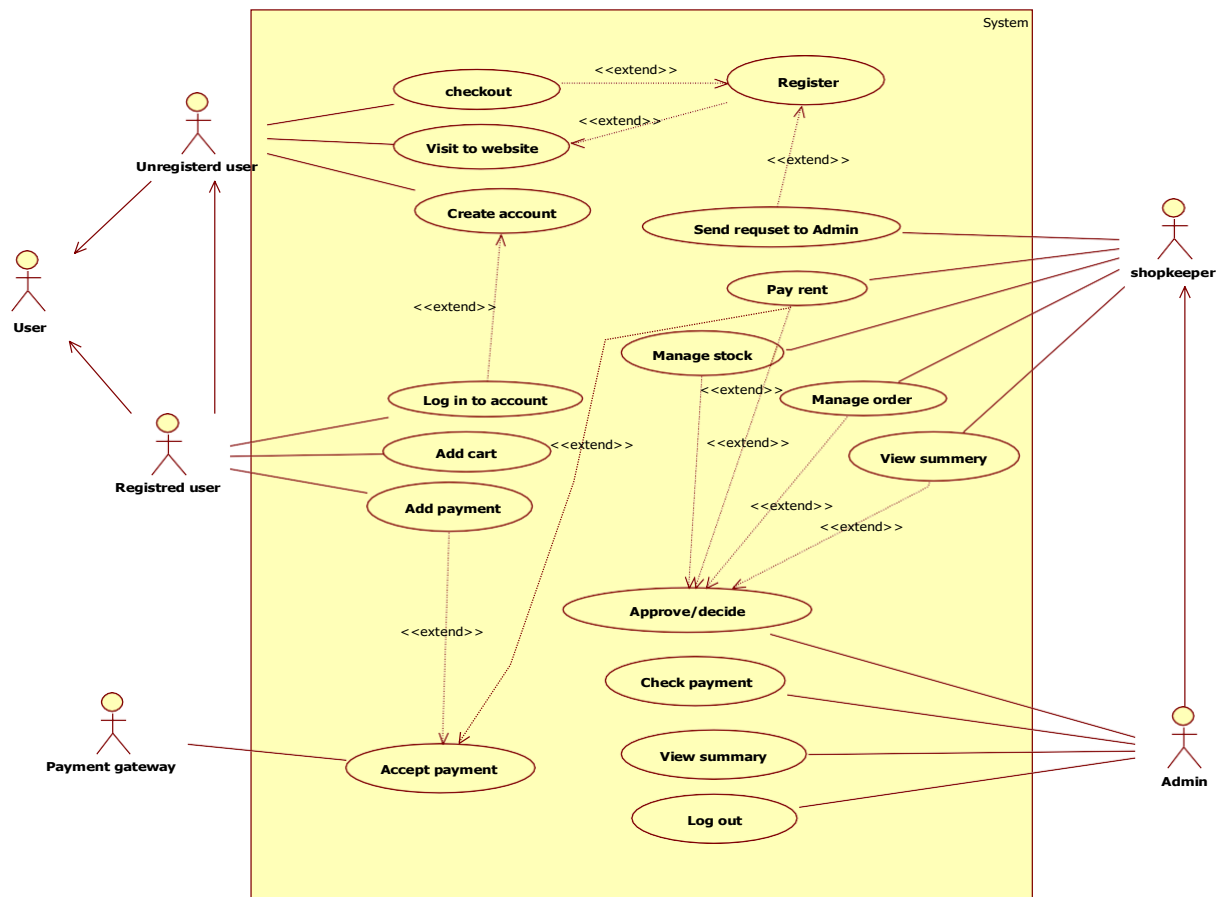 System
<<extend>>
checkout
Register
<<extend>>
Visit to website
Unregisterd user
<<extend>>
Create account
Send requset to Admin
shopkeeper
Pay rent
<<extend>>
User
Manage stock
<<extend>>
Log in to account
Manage order
<<extend>>
<<extend>>
Add cart
View summery
Registred user
Add payment
<<extend>>
<<extend>>
Approve/decide
<<extend>>
Check payment
View summary
Payment gateway
Accept payment
Admin
Log out